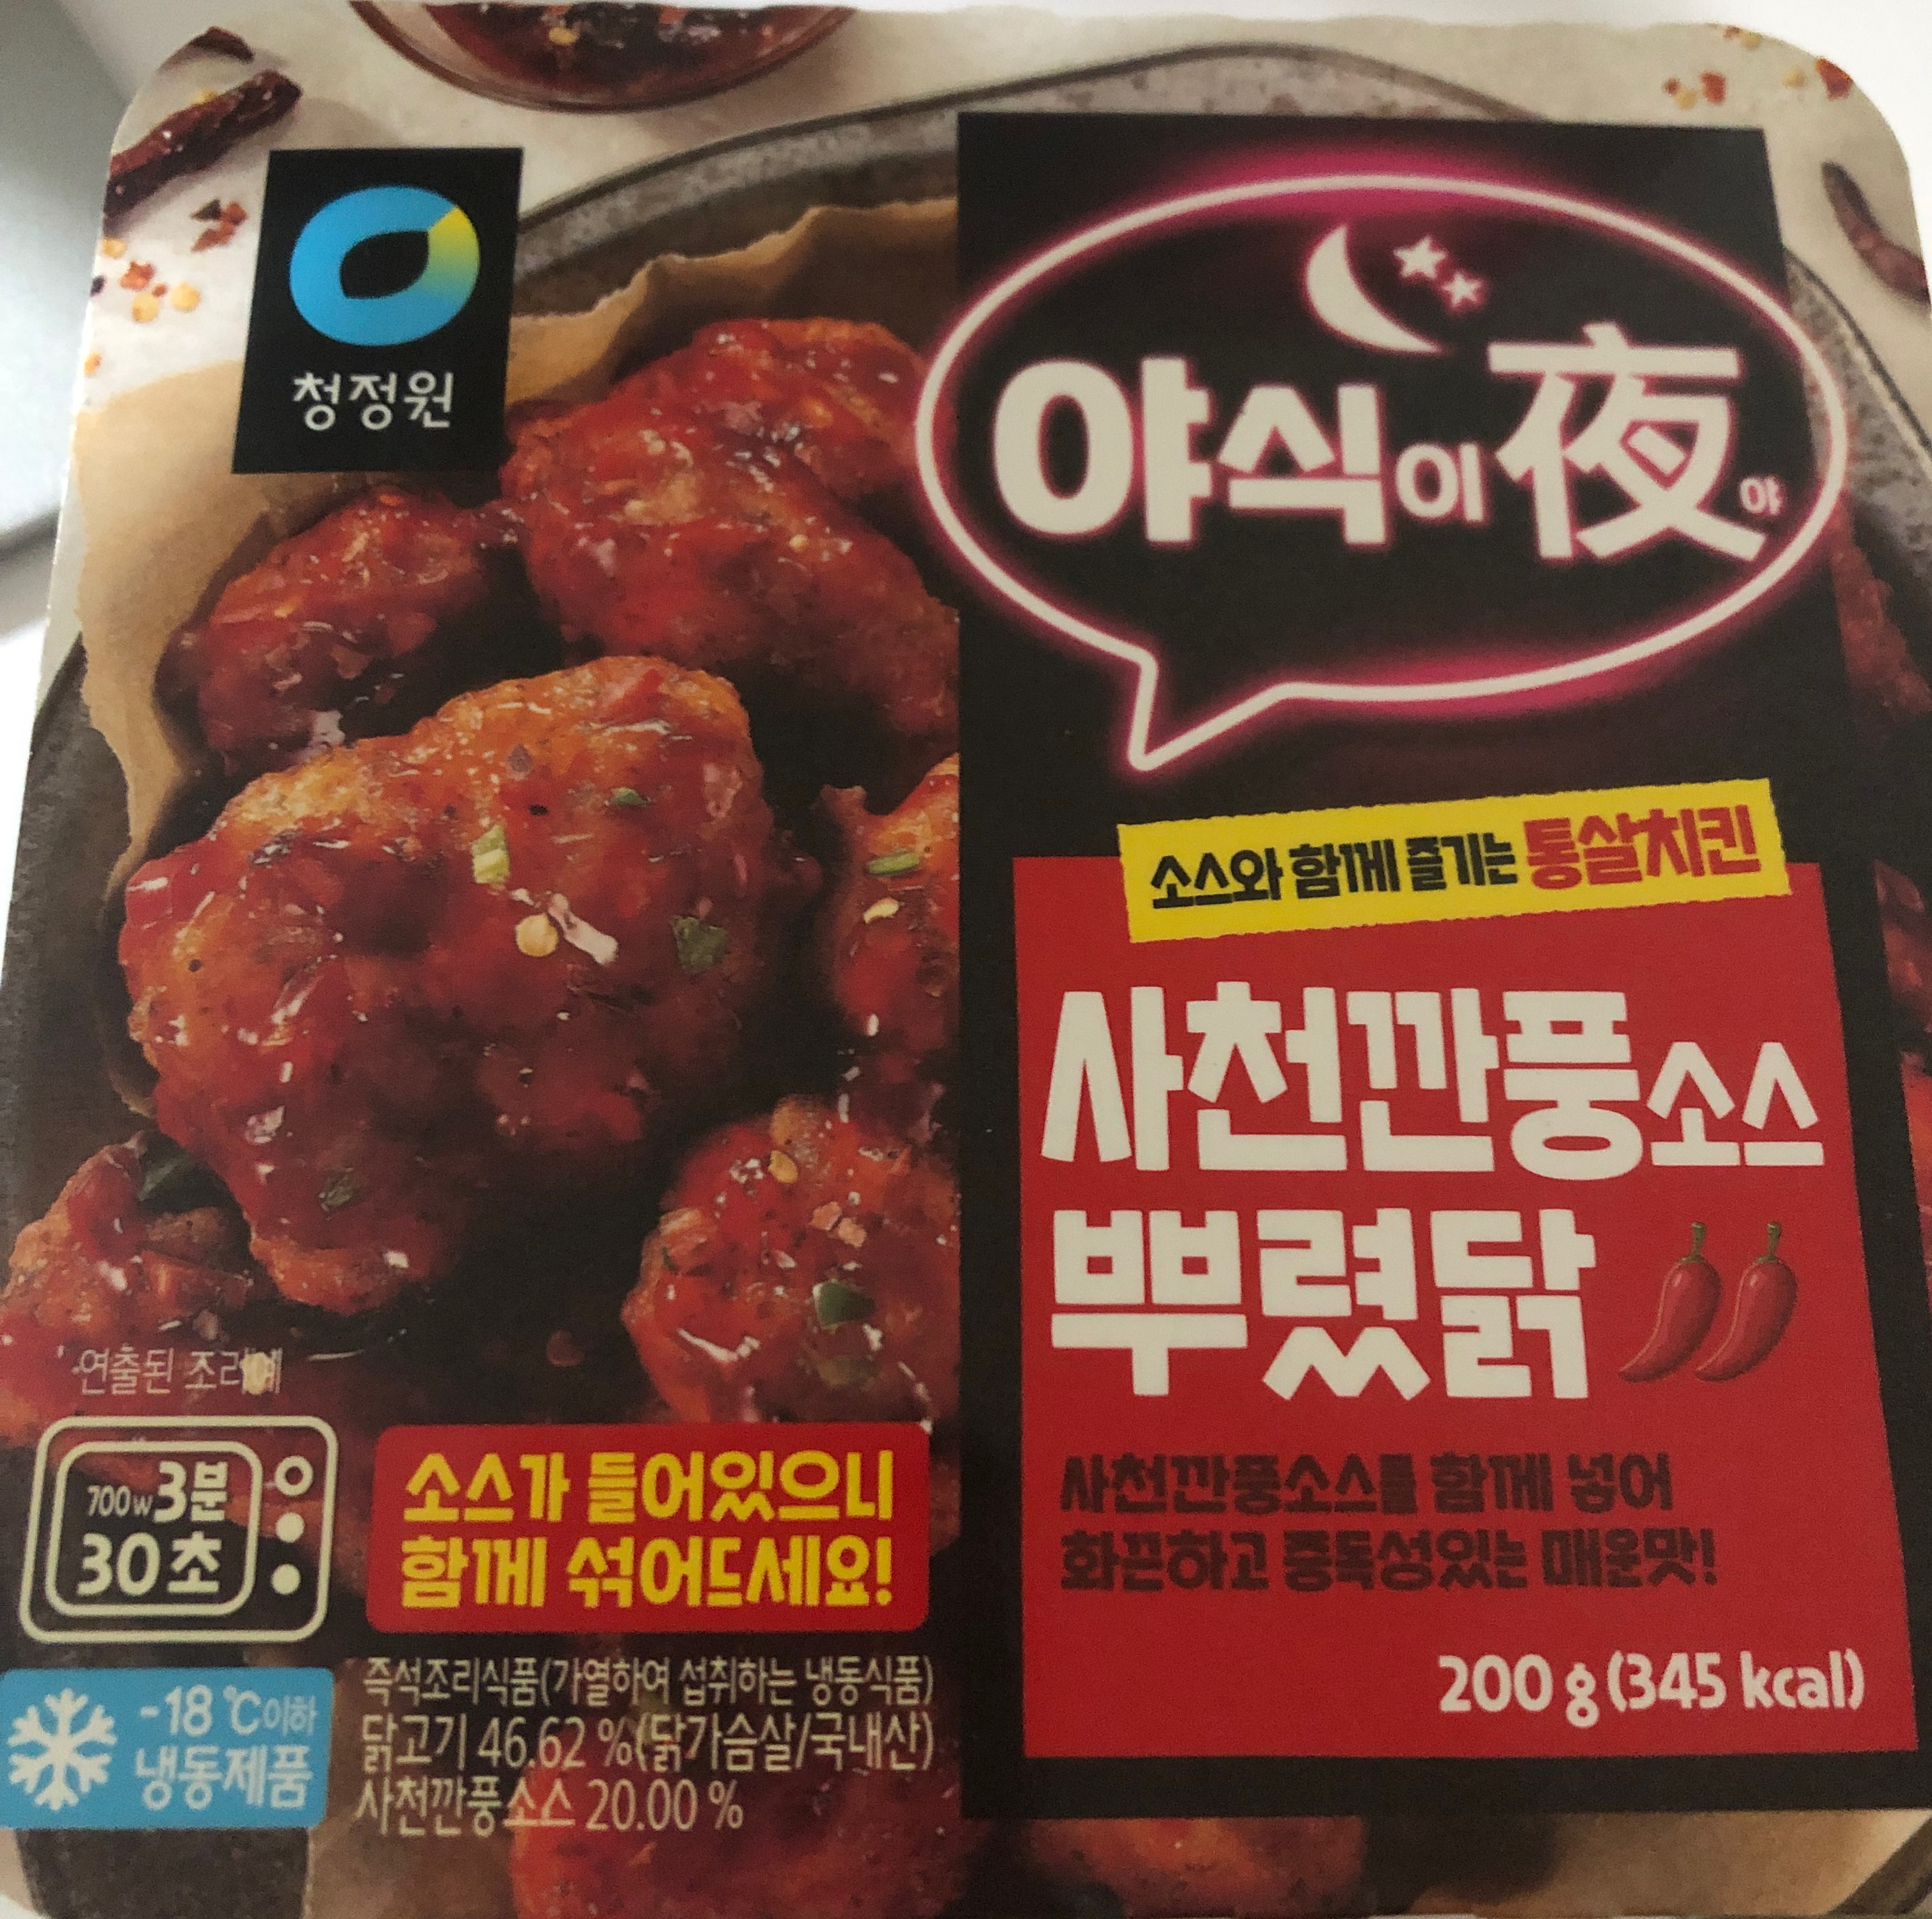 청정원
야식이夜야
소스와 함께 즐기는 통살치킨
사천깐풍소스
뿌렸닭
사천깐풍소스를 함께 넣어
화끈하고 중독성있는 매운맛!
200 g (345 kcal)
연출된 조리예
700w 3분
30초
소스가 들어있으니
함께 섞어드세요!
-18 ℃이하
냉동제품
즉석조리식품(가열하여 섭취하는 냉동식품)
닭고기 46.62 %(닭가슴살/국내산)
사천깐풍소스 20.00 %